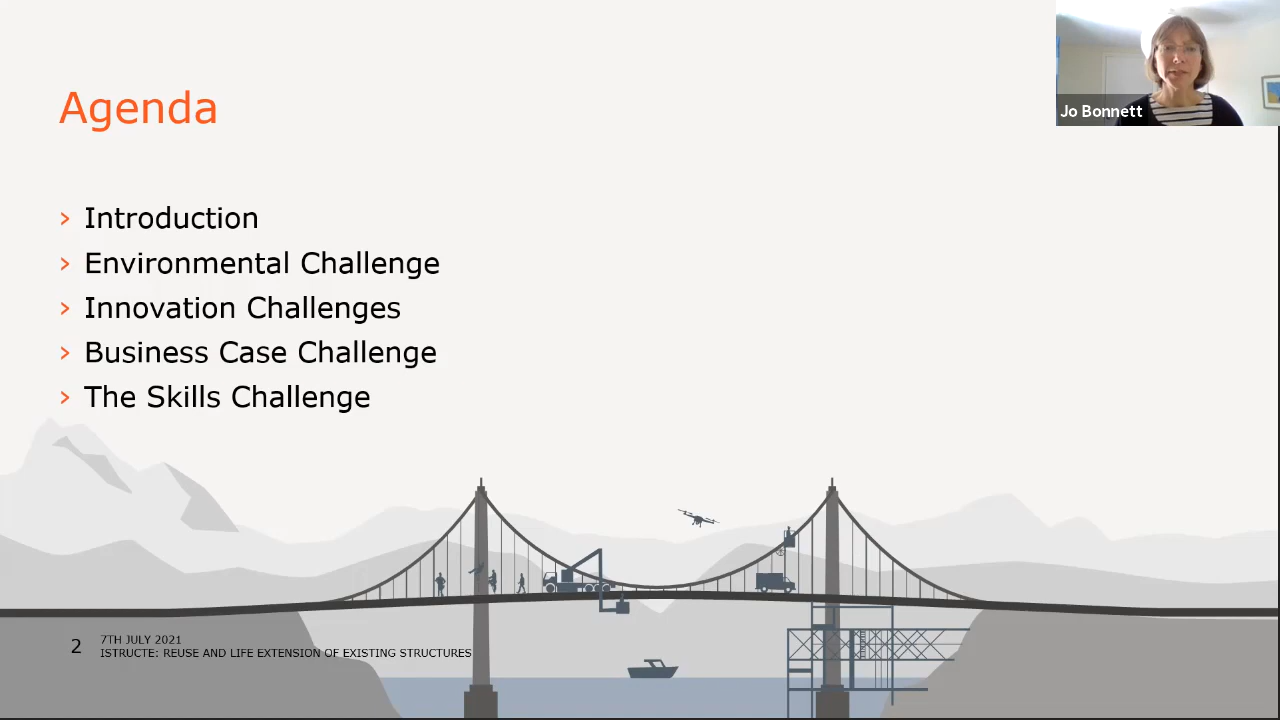 Agenda
Jo Bonnett
› Introduction
› Environmental Challenge
› Innovation Challenges
› Business Case Challenge
› The Skills Challenge
2
7TH JULY 2021
ISTRUCTE: REUSE AND LIFE EXTENSION OF EXISTING STRUCTURES